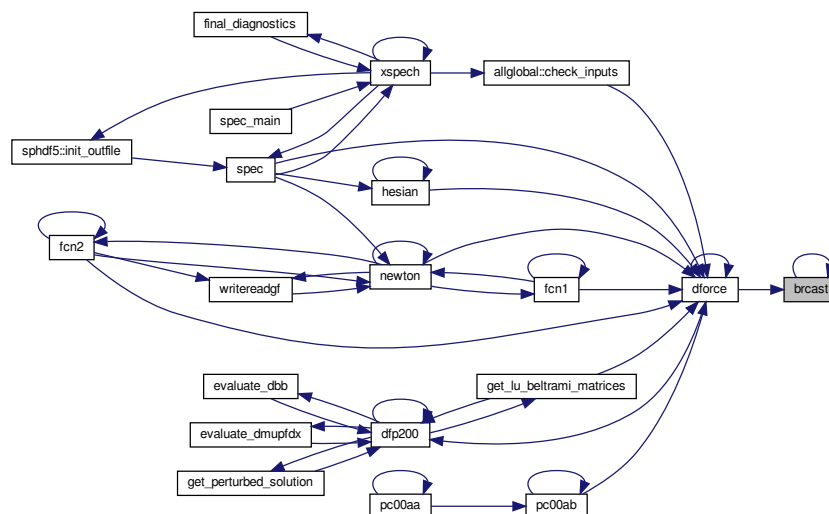 final_diagnostics
xspech
allglobal::check_inputs
spec_main
sphdf5::init_outfile
spec
hesian
fcn2
newton
writereadgf
fcn1
dforce
brcast
evaluate_dbb
get_lu_beltrami_matrices
evaluate_dmupfdx
dfp200
get_perturbed_solution
pc00aa
pc00ab